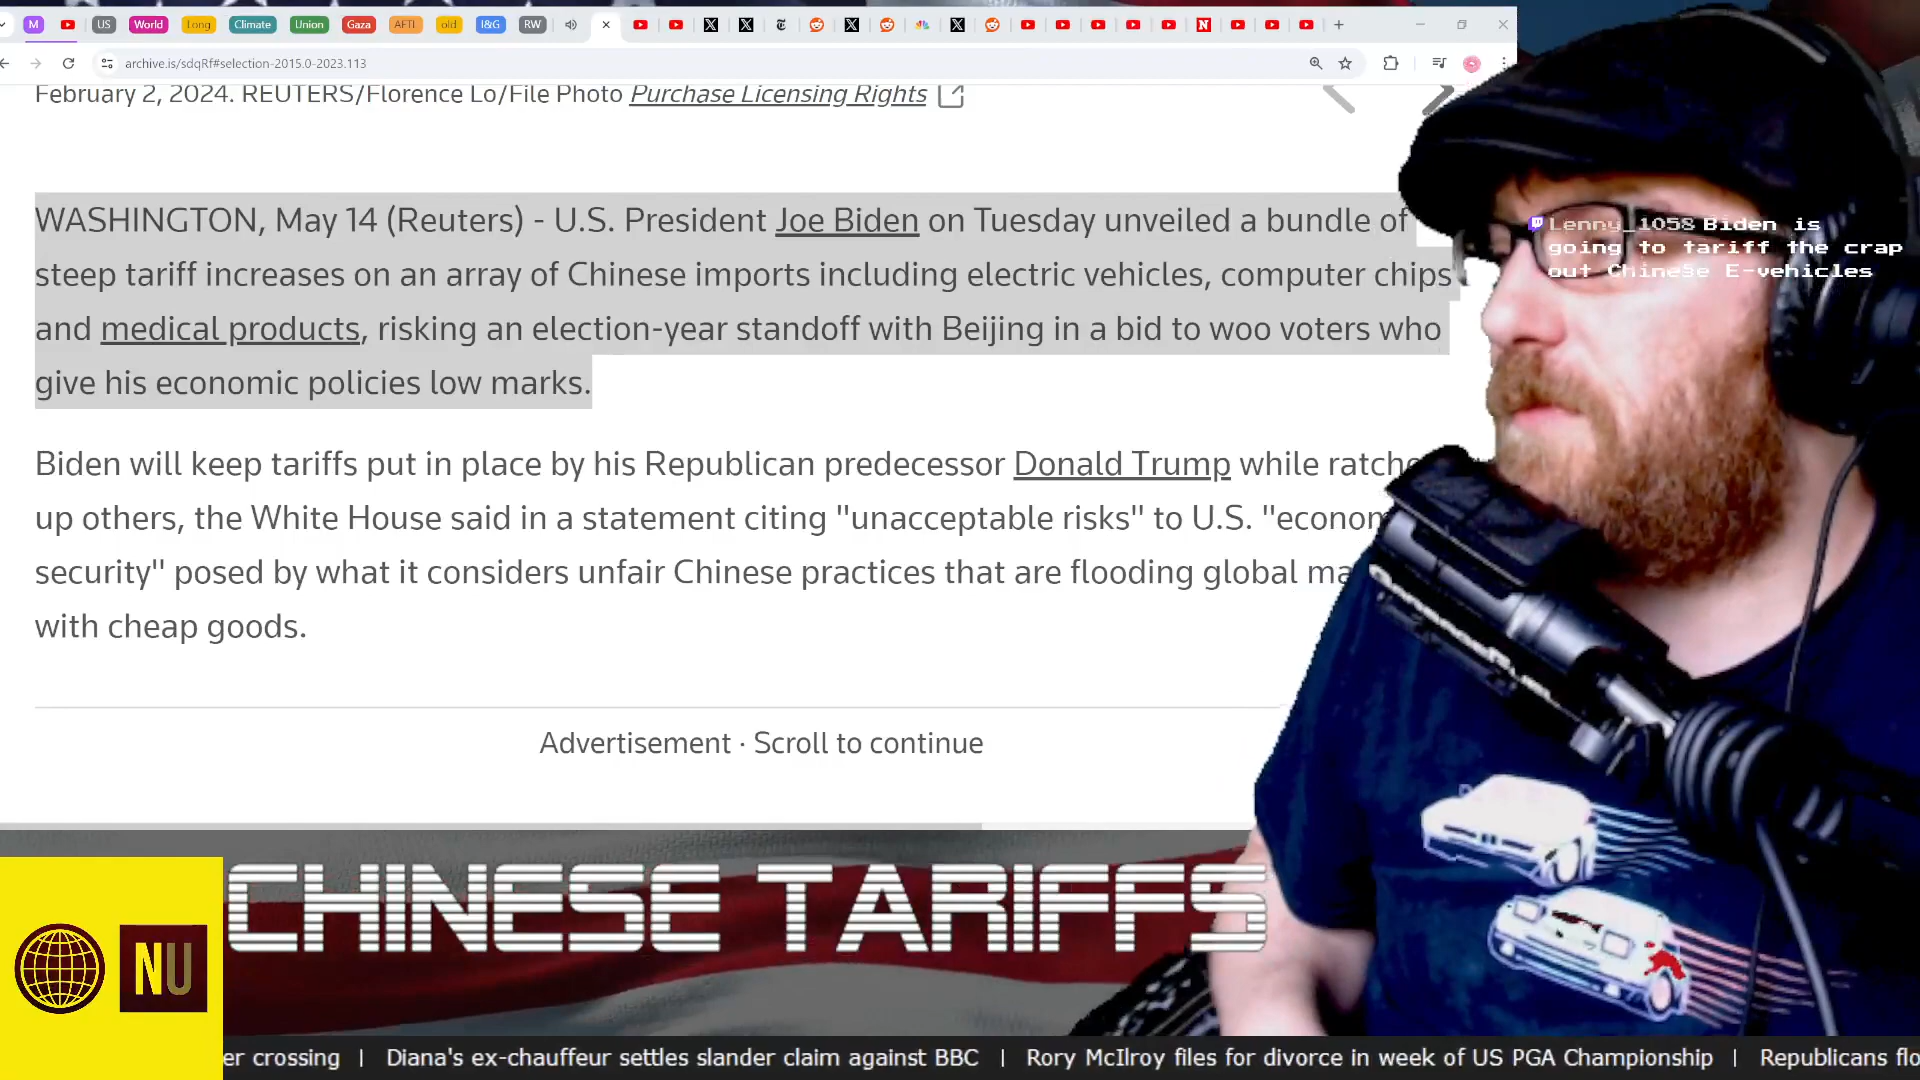 M
US
World
Long
Climate
Union
Gaza
AFTI
old
I&G
RW
archive.is/sdqRf#selection-2015.0-2023.113
February 2, 2024. REUTERS/Florence Lo/File Photo Purchase Licensing Rights
WASHINGTON, May 14 (Reuters) - U.S. President Joe Biden on Tuesday unveiled a bundle of
steep tariff increases on an array of Chinese imports including electric vehicles, computer chips
and medical products, risking an election-year standoff with Beijing in a bid to woo voters who
give his economic policies low marks.
Lenny_1058 Biden is
going to tariff the crap
out Chinese E-vehicles
Biden will keep tariffs put in place by his Republican predecessor Donald Trump while
up others, the White House said in a statement citing "unacceptable risks" to U.S.
security" posed by what it considers unfair Chinese practices that are flooding global
with cheap goods.
Advertisement · Scroll to continue
CHINESE TARIFFS
NU
er crossing | Diana's ex-chauffeur settles slander claim against BBC | Rory McIlroy files for divorce in week of US PGA Championship | Republicans flo